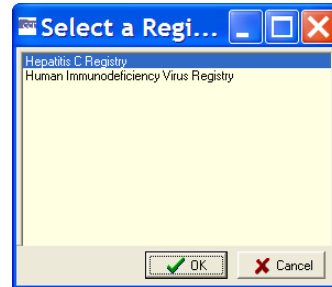 Select a Regi...
Hepatitis C Registry
Human Immunodeficiency Virus Registry
OK
Cancel